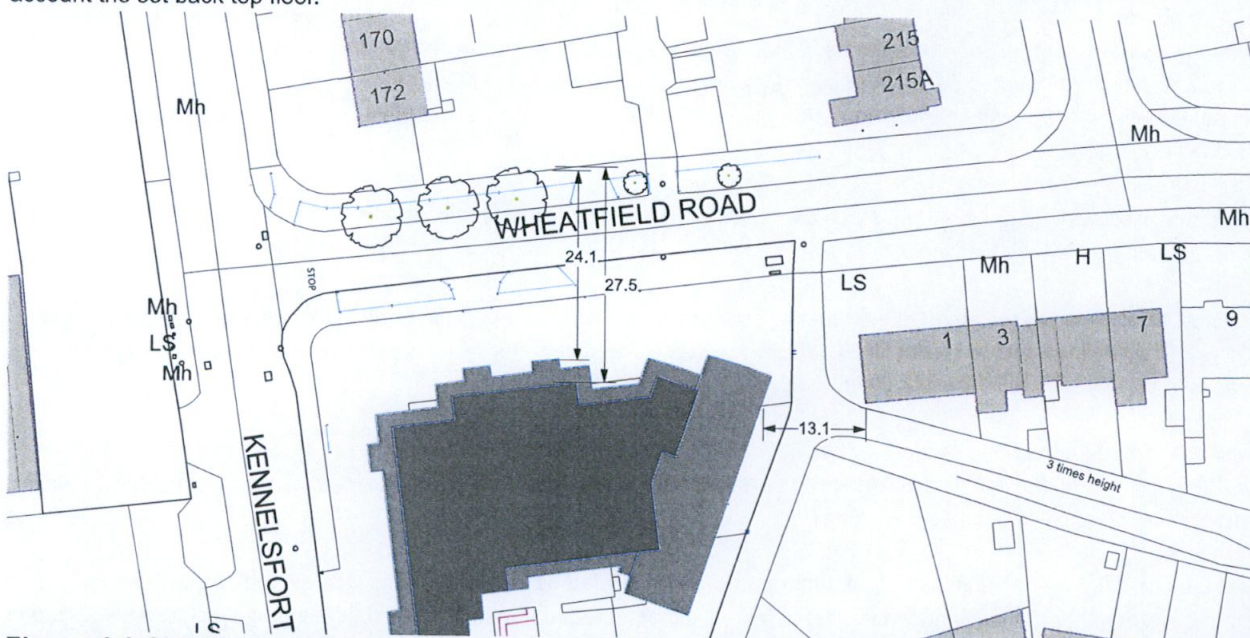 account the set back top floor.
170
172
215
215A
Mh
Mh
WHEATFIELD ROAD
Mh
24.1
27.5
STOP
LS
Mh
H
LS
Mh
LS
Mh
1
3
7
9
13.1
3 times height
KENNELSFORT
LS